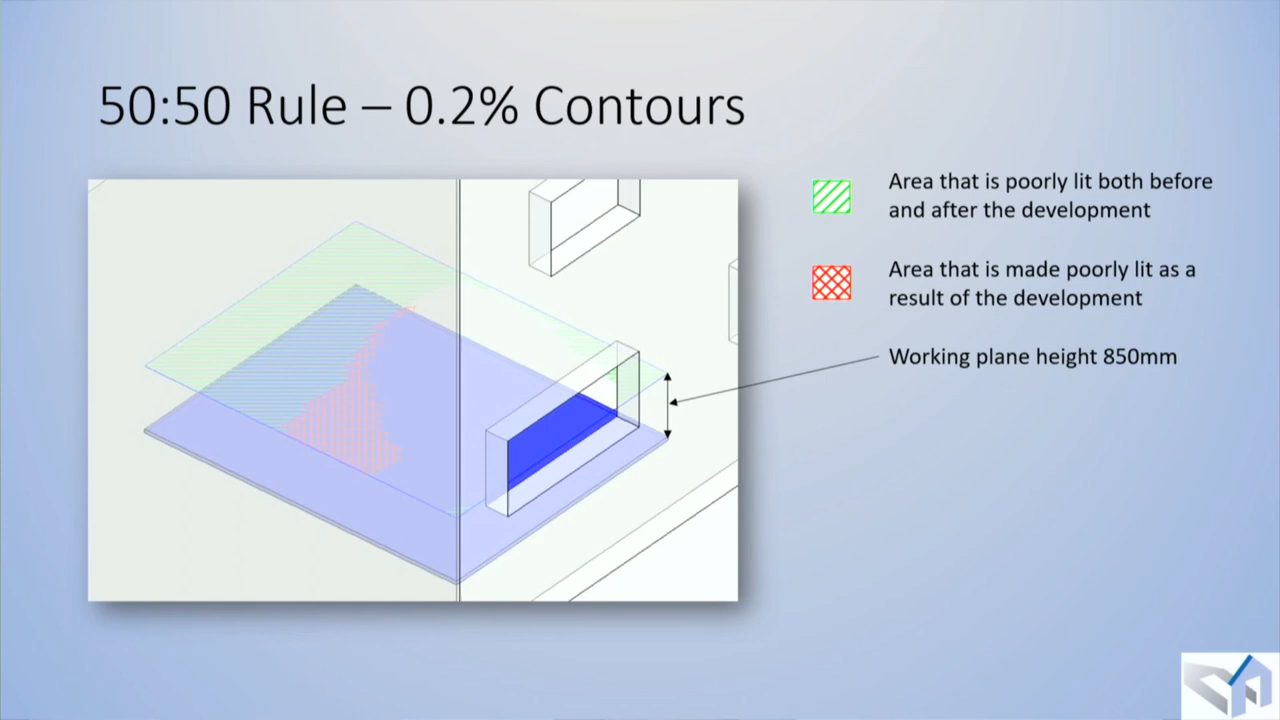 50:50 Rule – 0.2% Contours
Area that is poorly lit both before
and after the development
Area that is made poorly lit as a
result of the development
Working plane height 850mm